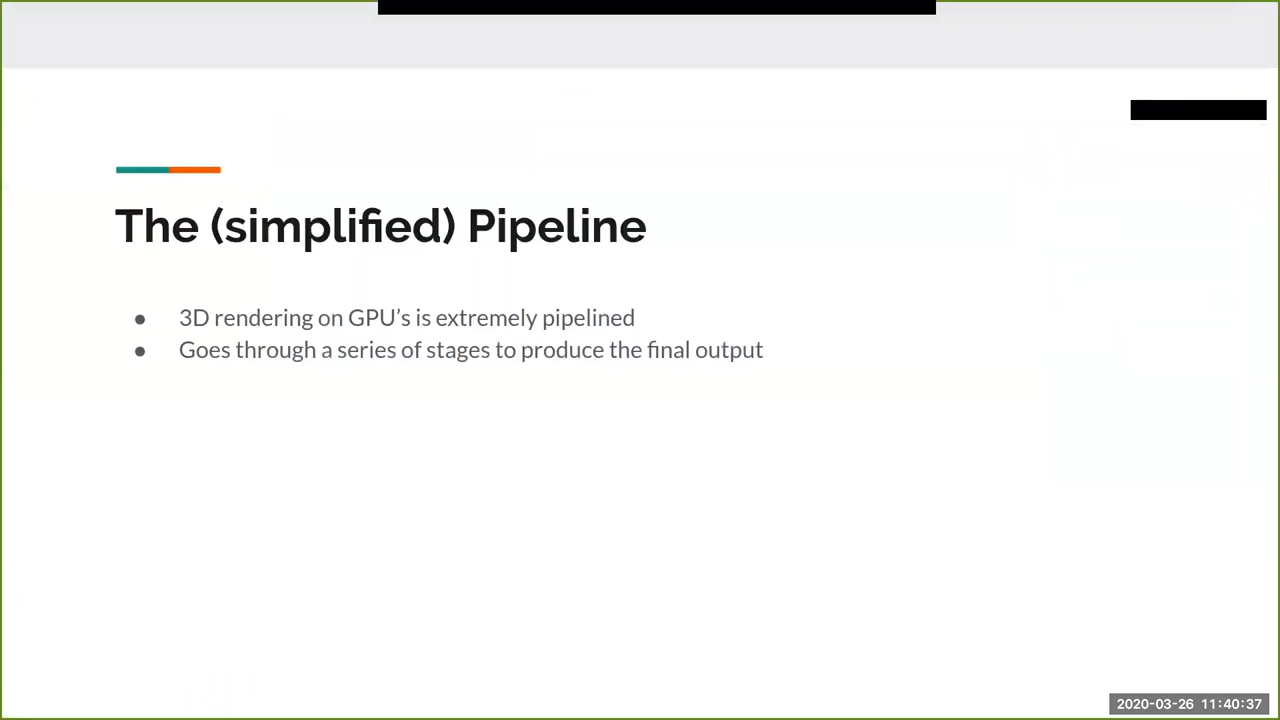 The (simplified) Pipeline
● 3D rendering on GPU’s is extremely pipelined
● Goes through a series of stages to produce the final output
2020-03-26 11:40:37